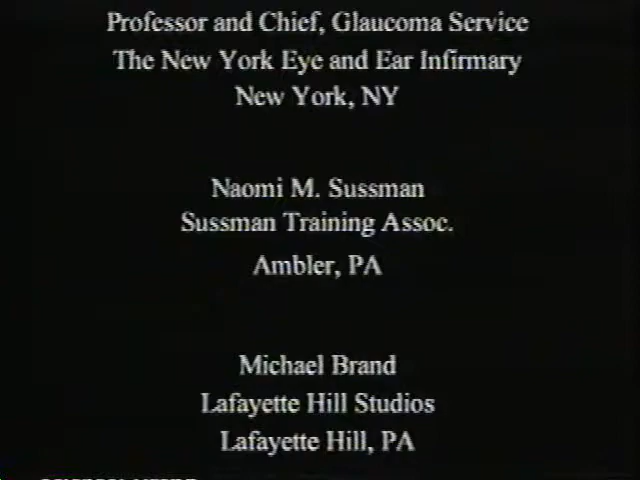 Professor and Chief, Glaucoma Service
The New York Eye and Ear Infirmary
New York, NY
Naomi M. Sussman
Sussman Training Assoc.
Ambler, PA
Michael Brand
Lafayette Hill Studios
Lafayette Hill, PA